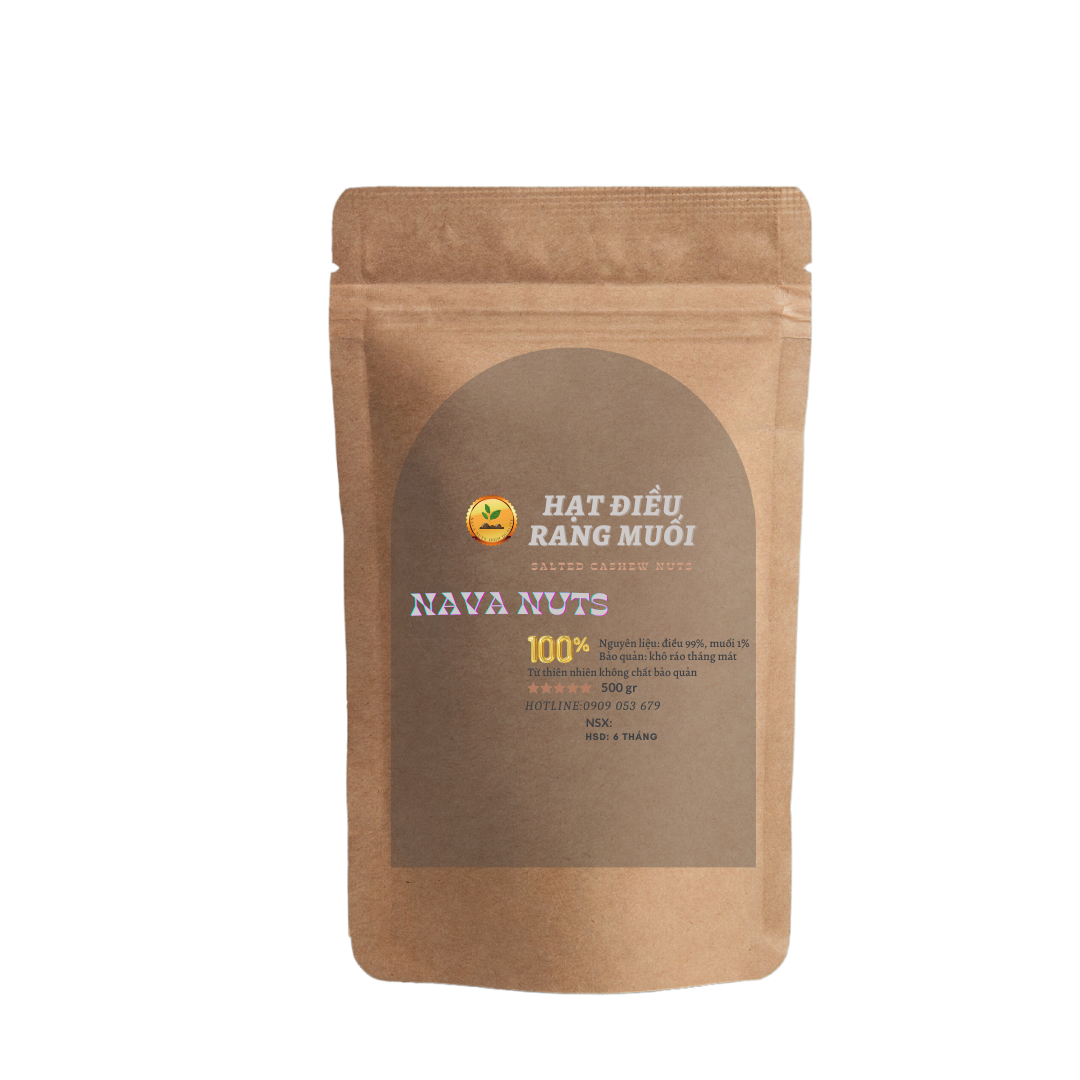 HẠT ĐIỀU
RANG MUỐI
SALTED CASHEW NUTS
NAVA NUTS
100%
Nguyên liệu: điều 99%, muối 1%
Bảo quản: khô ráo tháng mát
Từ thiên nhiên không chất bảo quản
500 gr
HOTLINE:0909 053 679
NSX:
HSD: 6 THÁNG